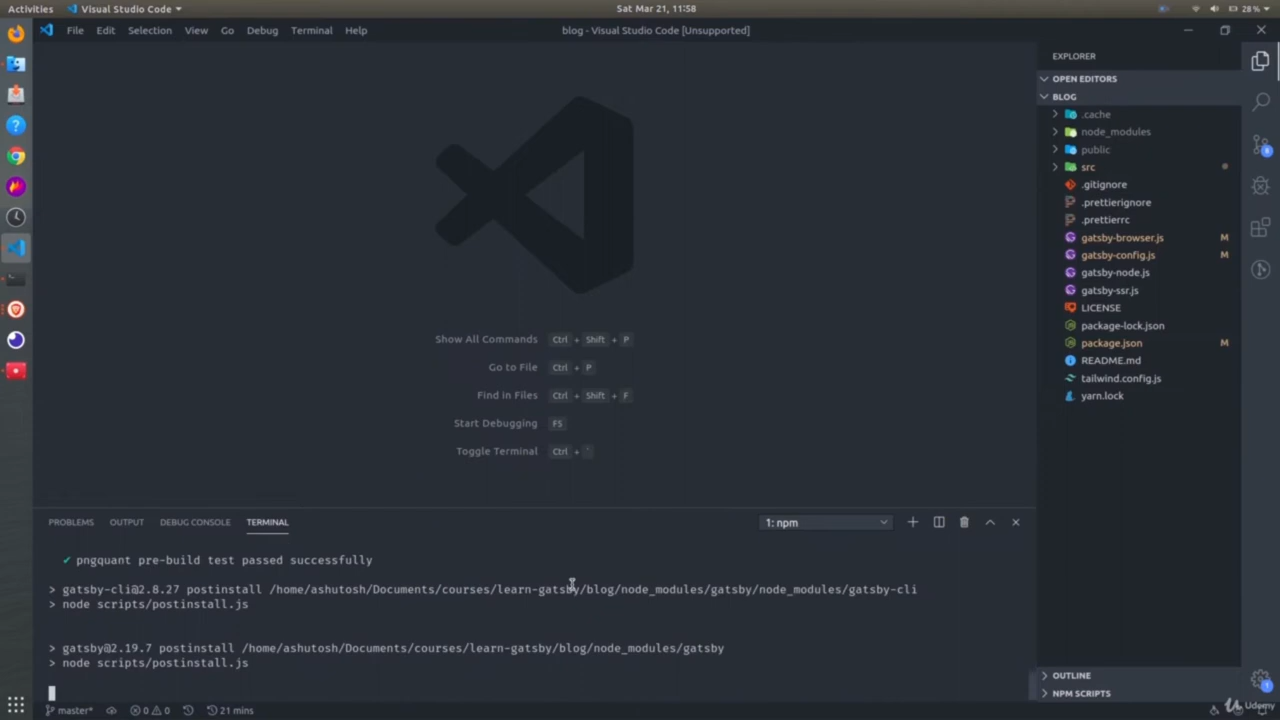 Activities
Visual Studio Code
Sat Mar 21, 11:58
28 %
File Edit Selection View Go Debug Terminal Help
blog - Visual Studio Code [Unsupported]
EXPLORER
OPEN EDITORS
BLOG
.cache
node_modules
public
src
.gitignore
.prettierignore
.prettierrc
gatsby-browser.js M
gatsby-config.js M
gatsby-node.js
gatsby-ssr.js
LICENSE
package-lock.json
package.json M
README.md
tailwind.config.js
yarn.lock
Show All Commands Ctrl + Shift + P
Go to File Ctrl + P
Find in Files Ctrl + Shift + F
Start Debugging F5
Toggle Terminal Ctrl + `
PROBLEMS OUTPUT DEBUG CONSOLE TERMINAL
1: npm
✔ pngquant pre-build test passed successfully
> gatsby-cli@2.8.27 postinstall /home/ashutosh/Documents/courses/learn-gatsby/blog/node_modules/gatsby/node_modules/gatsby-cli
> node scripts/postinstall.js
> gatsby@2.19.7 postinstall /home/ashutosh/Documents/courses/learn-gatsby/blog/node_modules/gatsby
> node scripts/postinstall.js
OUTLINE
NPM SCRIPTS
master* 0 0 21 mins
Udemy